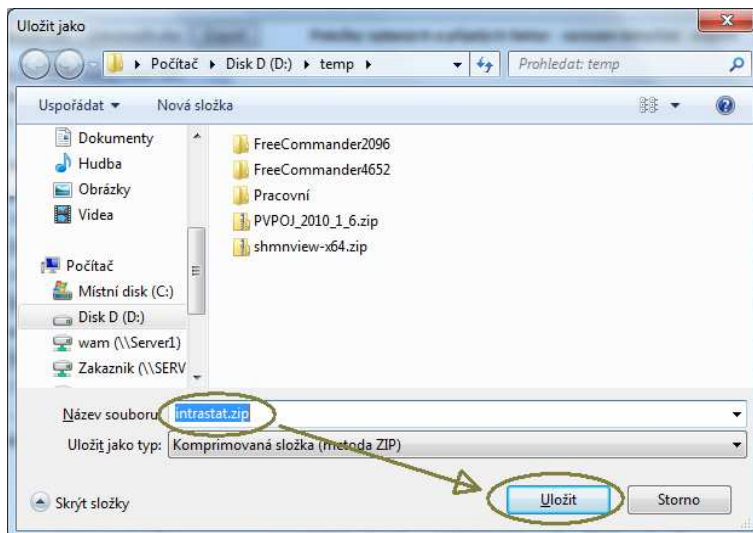 Uložit jako
Počítač ▸ Disk D (D:) ▸ temp ▸
Prohledat: temp
Uspořádat Nová složka
Dokumenty
Hudba
Obrázky
Videa
Počítač
Místní disk (C:)
Disk D (D:)
wam (\\Server1)
Zakaznik (\\SERV
FreeCommander2096
FreeCommander4652
Pracovní
PVPOJ_2010_1_6.zip
shmnview-x64.zip
Název souboru: intrastat.zip
Uložit jako typ: Komprimovaná složka (metoda ZIP)
Skrýt složky
Uložit
Storno